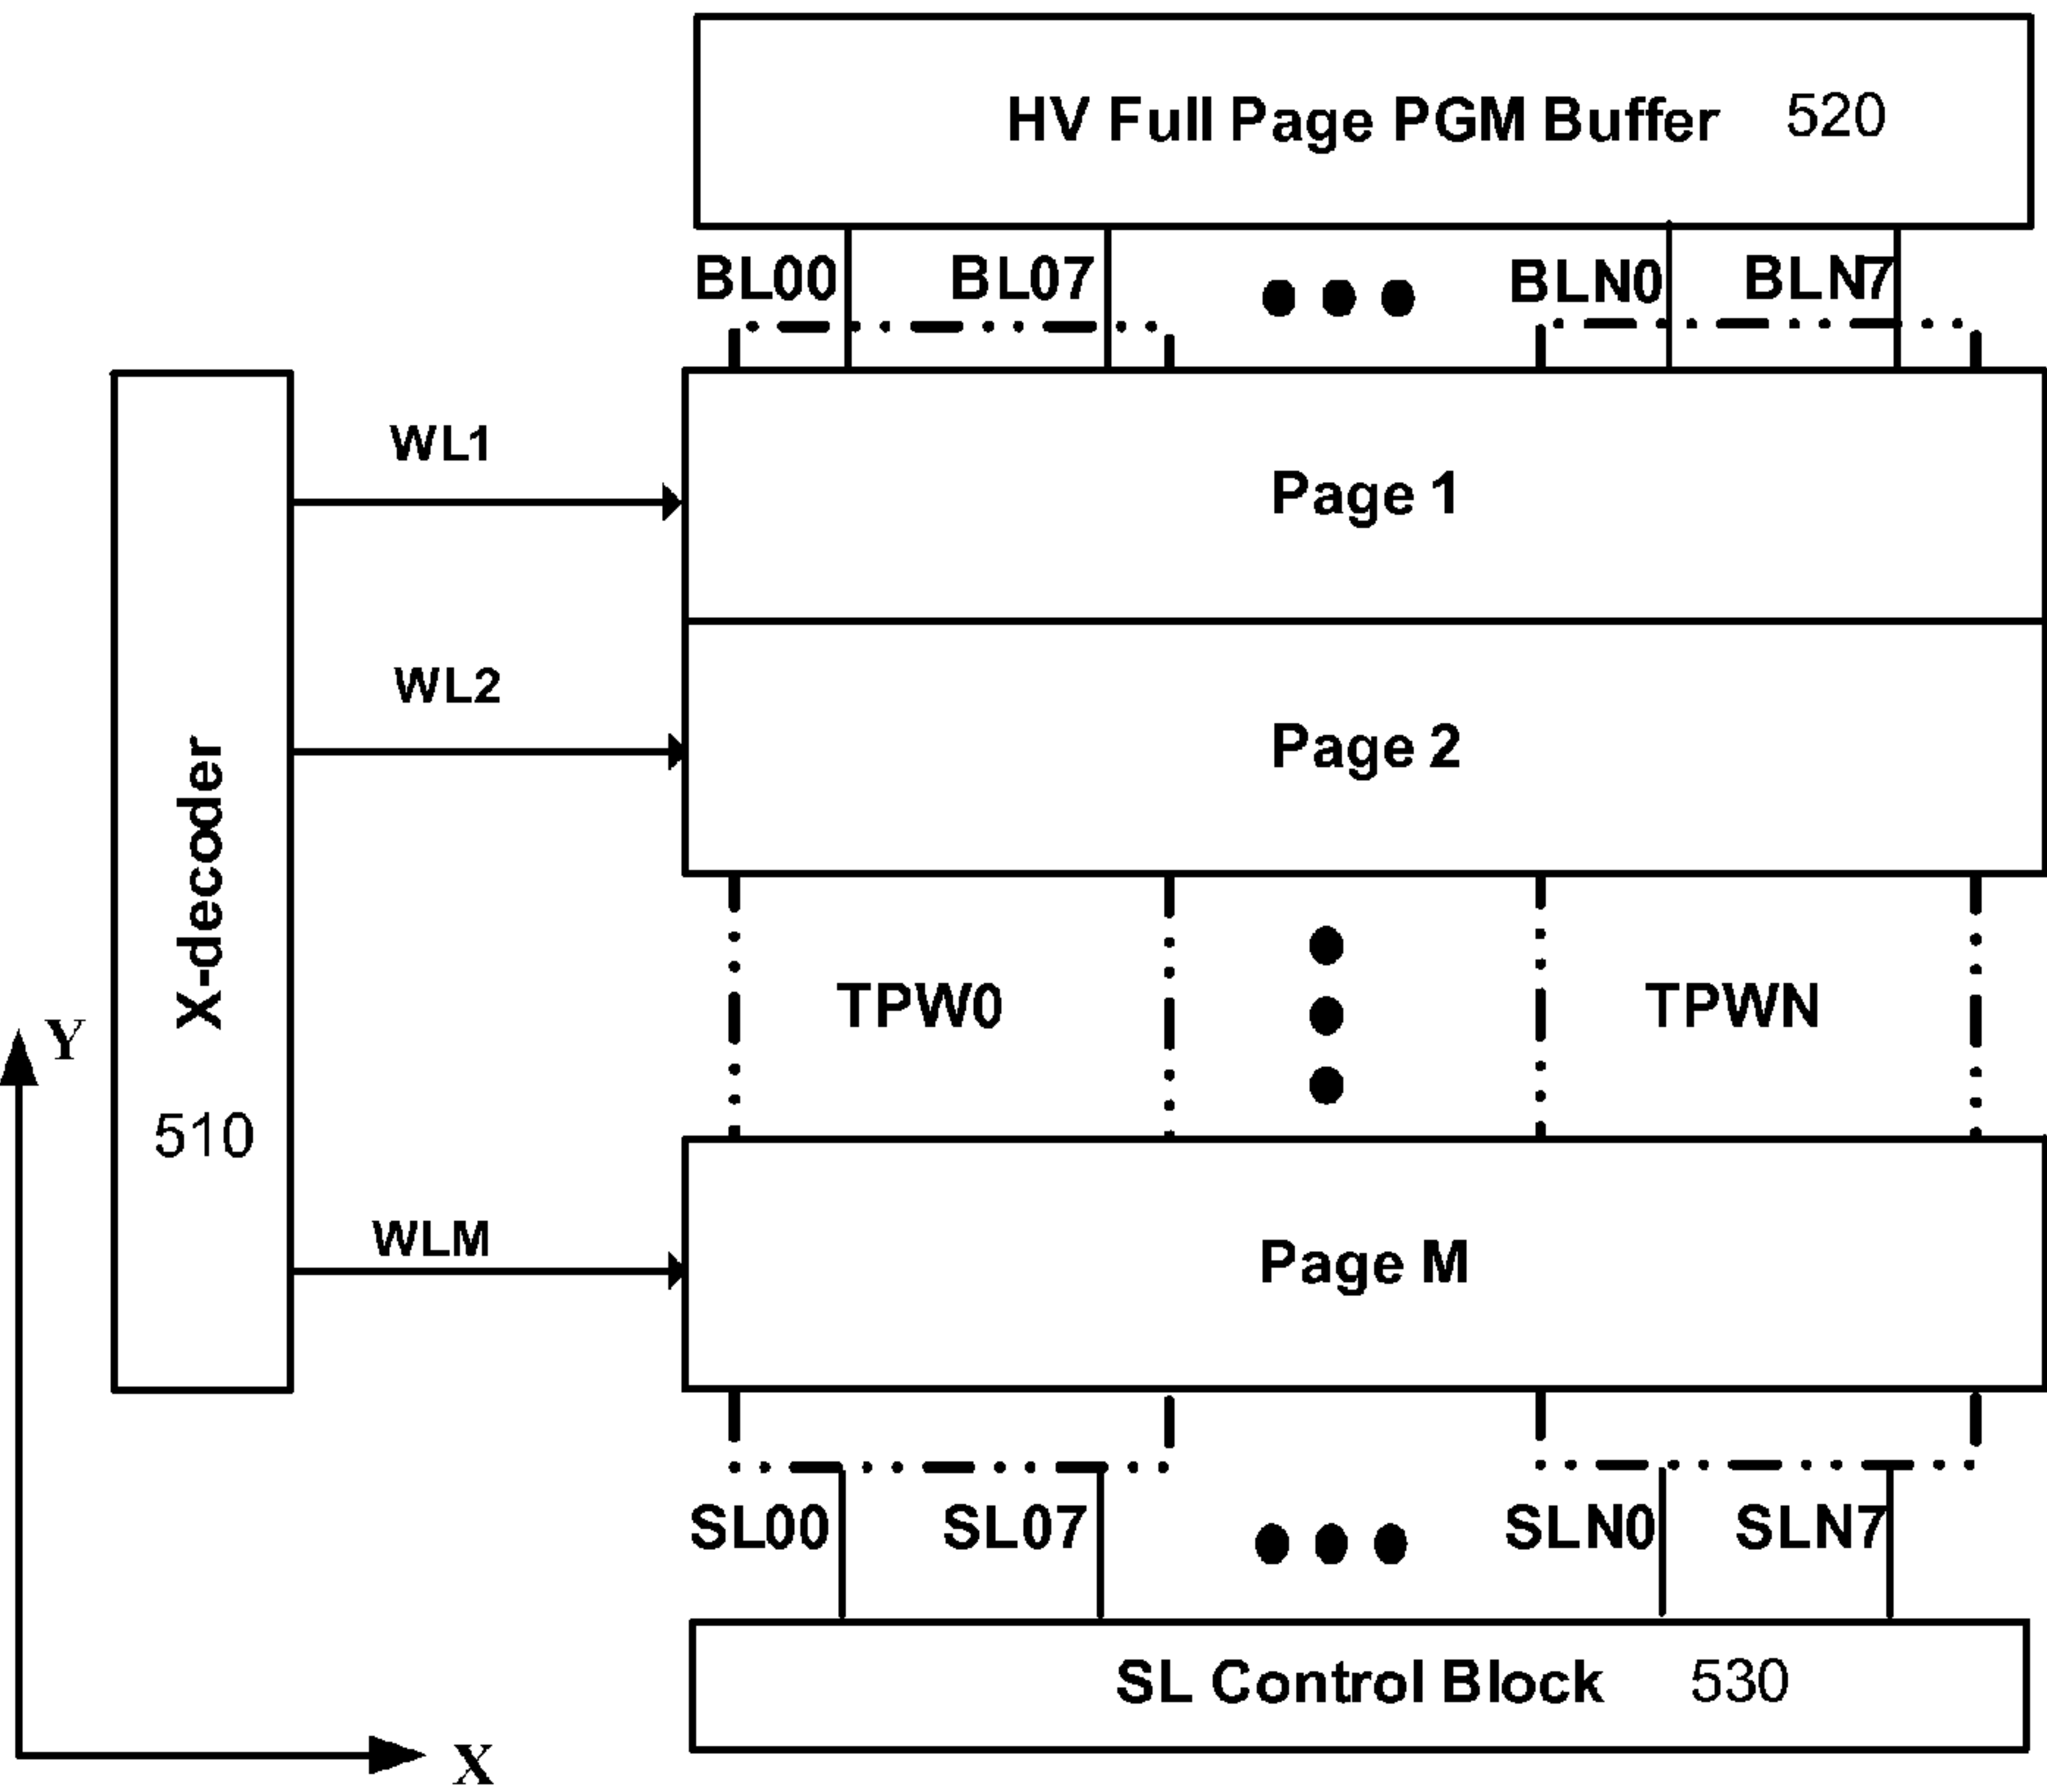 HV Full Page PGM Buffer 520
BL00 BL07 BLN0 BLN7
WL1
Page 1
WL2
Page 2
X-decoder
510
TPW0 TPWN
Y
WLM
Page M
SL00 SL07 SLN0 SLN7
SL Control Block 530
X